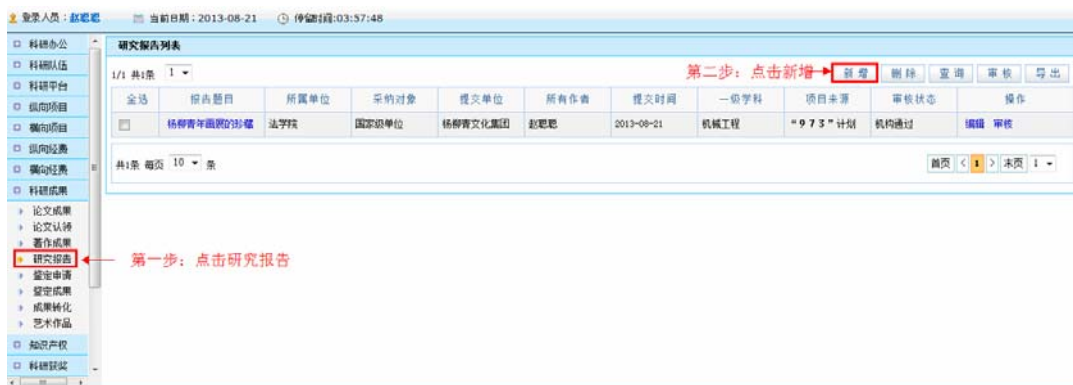 登录人员：赵聪聪 当前日期：2013-08-21 停留时间:03:57:48
科研办公
科研队伍
科研平台
纵向项目
横向项目
纵向经费
横向经费
科研成果
论文成果
论文认领
著作成果
研究报告
鉴定申请
鉴定成果
成果转化
艺术作品
知识产权
科研获奖
研究报告列表
1/1 共1条 1
第二步：点击新增
新增 删除 查询 审核 导出
全选 报告题目 所属单位 采纳对象 提交单位 所有作者 提交时间 一级学科 项目来源 审核状态 操作
杨柳青年画展的珍藏 法学院 国家级单位 杨柳青文化集团 赵聪聪 2013-08-21 机械工程 "973"计划 机构通过 编辑 审核
共1条 每页 10 条
首页 < 1 > 末页 1
第一步：点击研究报告